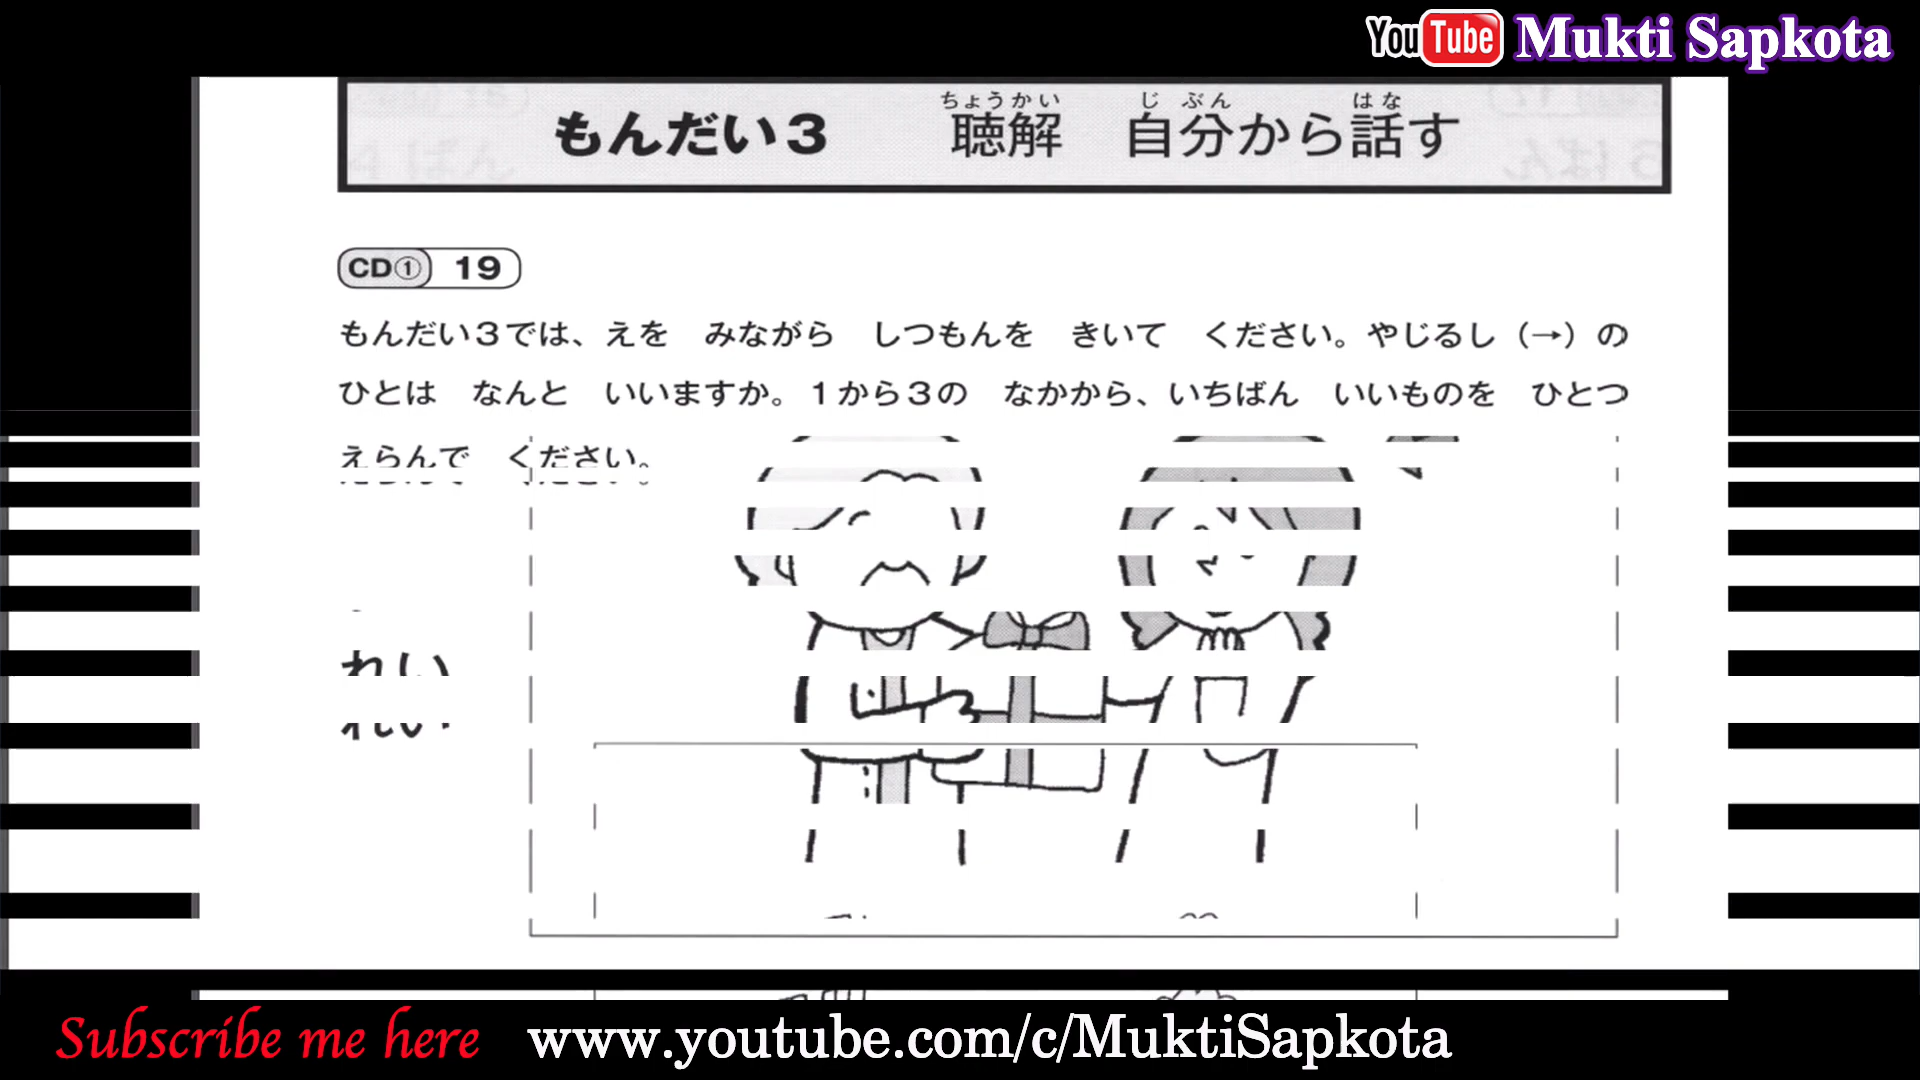 YouTube Mukti Sapkota
ちょうかい じぶん はな
もんだい3 聴解 自分から話す
CD① 19
もんだい3では、えを みながら しつもんを きいて ください。やじるし（→）の
ひとは なんと いいますか。1から3の なかから、いちばん いいものを ひとつ
えらんで ください。
れい
Subscribe me here www.youtube.com/c/MuktiSapkota